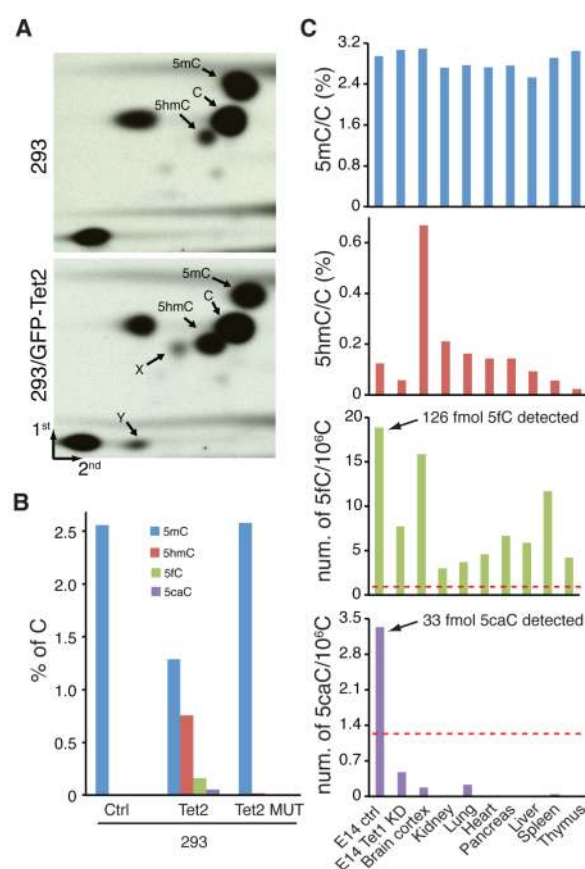 A
293
5mC
C
5hmC
293/GFP-Tet2
5mC
C
5hmC
X
Y
1st
2nd
B
% of C
2.5
2.0
1.5
1.0
0.5
0
5mC
5hmC
5fC
5caC
Ctrl Tet2 Tet2 MUT
293
C
5mC/C (%)
3.2
2.4
1.6
0.8
0
5hmC/C (%)
0.6
0.4
0.2
0
num. of 5fC/10⁶C
20
15
10
5
0
126 fmol 5fC detected
num. of 5caC/10⁶C
3.5
2.8
2.1
1.4
0.7
0
33 fmol 5caC detected
E14 ctrl
E14 Tet1 KD
Brain cortex
Kidney
Lung
Heart
Pancreas
Liver
Spleen
Thymus